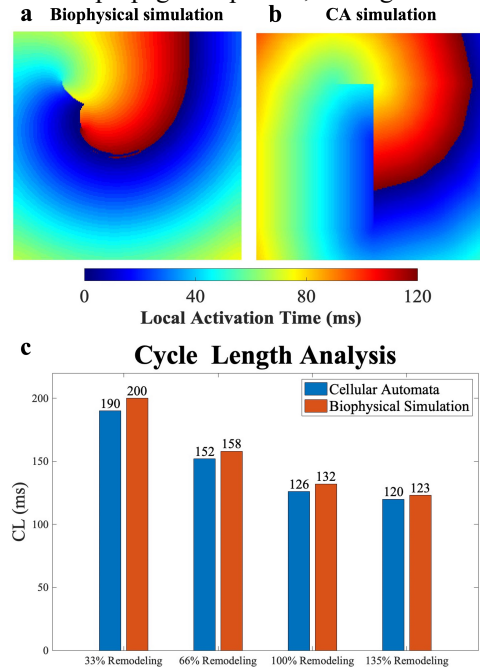 a Biophysical simulation b CA simulation
0 40 80 120
Local Activation Time (ms)
c Cycle Length Analysis
Cellular Automata
Biophysical Simulation
200
150
100
50
0
CL (ms)
190 200
152 158
126 132
120 123
33% Remodeling 66% Remodeling 100% Remodeling 135% Remodeling